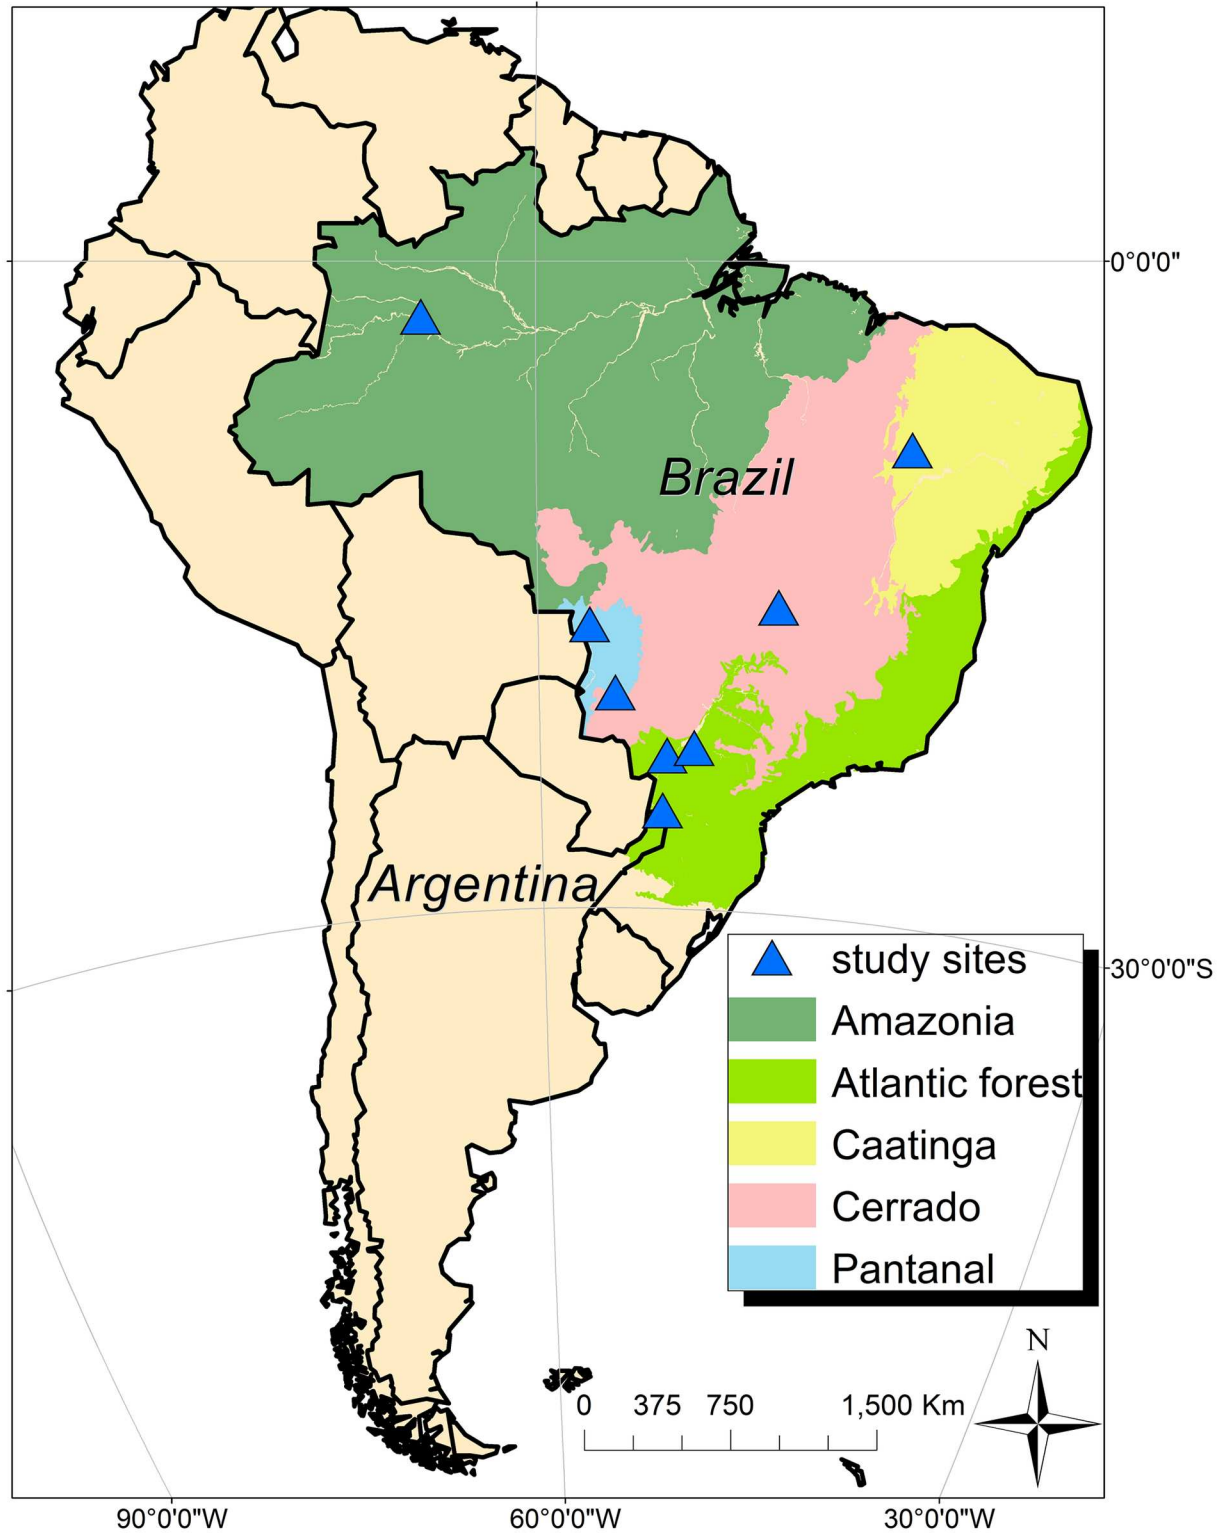 0°0'0"
Brazil
Argentina
30°0'0"S
study sites
Amazonia
Atlantic forest
Caatinga
Cerrado
Pantanal
N
0 375 750 1,500 Km
90°0'0"W 60°0'0"W 30°0'0"W